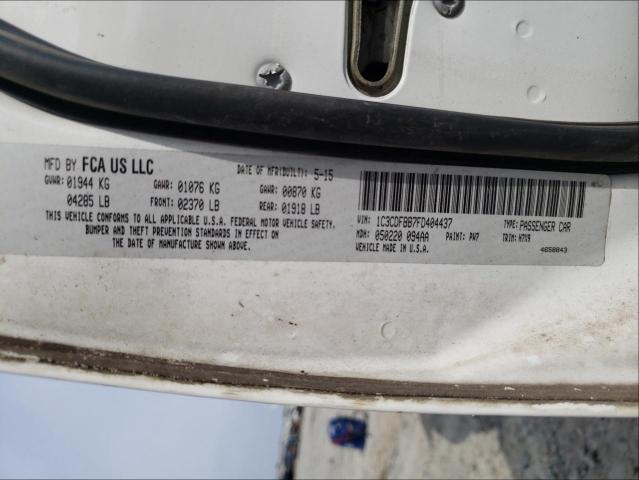 MFD BY FCA US LLC DATE OF MFR(BUILT): 5-15
GVWR: 01944 KG GAWR: 01076 KG GAWR: 00870 KG
04285 LB FRONT: 02370 LB REAR: 01918 LB
THIS VEHICLE CONFORMS TO ALL APPLICABLE U.S.A. FEDERAL MOTOR VEHICLE SAFETY,
BUMPER AND THEFT PREVENTION STANDARDS IN EFFECT ON
THE DATE OF MANUFACTURE SHOWN ABOVE.
VIN: 1C3CDFBB7FD404437 TYPE: PASSENGER CAR
MDH: 050220 094AA PAINT: PW7 TRIM: H7X9
VEHICLE MADE IN U.S.A. 4658843